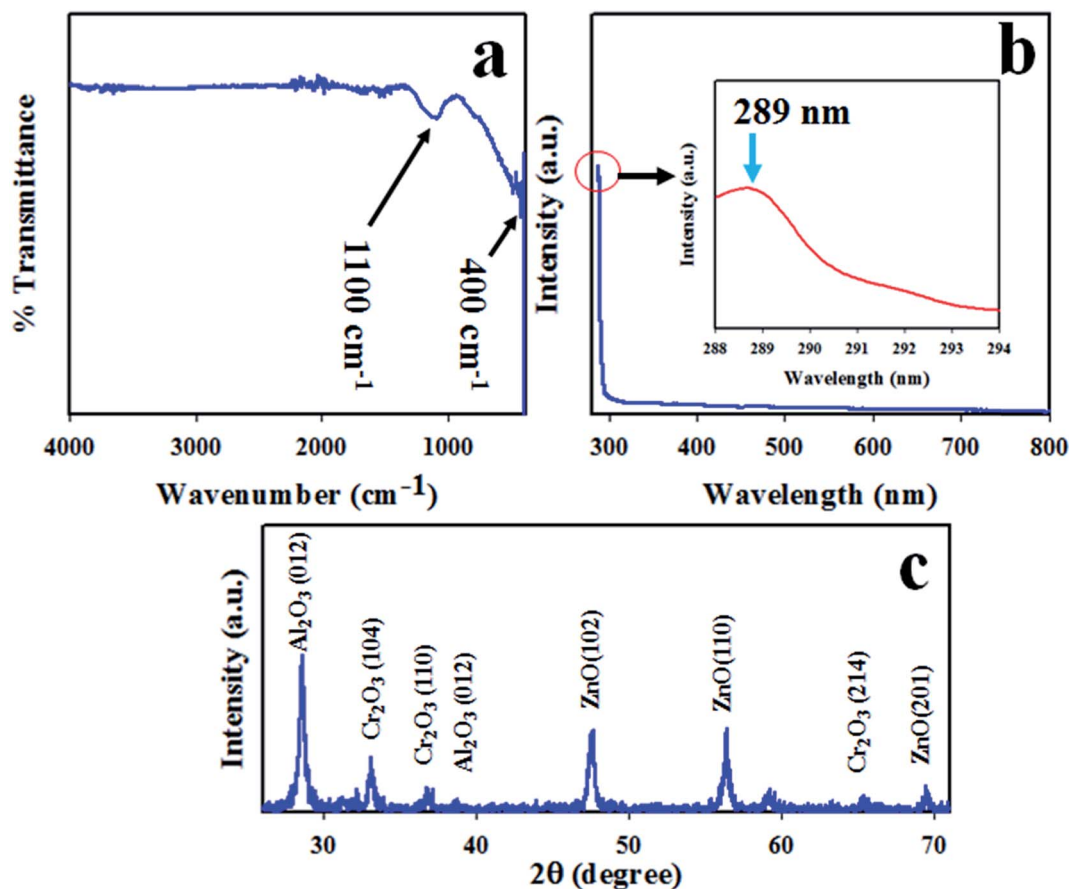 a
% Transmittance
1100 cm⁻¹
400 cm⁻¹
4000 3000 2000 1000
Wavenumber (cm⁻¹)
b
Intensity (a.u.)
289 nm
Intensity (a.u.)
288 289 290 291 292 293 294
Wavelength (nm)
300 400 500 600 700 800
Wavelength (nm)
c
Intensity (a.u.)
Al₂O₃ (012)
Cr₂O₃ (104)
Cr₂O₃ (110)
Al₂O₃ (012)
ZnO(102)
ZnO(110)
Cr₂O₃ (214)
ZnO(201)
30 40 50 60 70
2θ (degree)